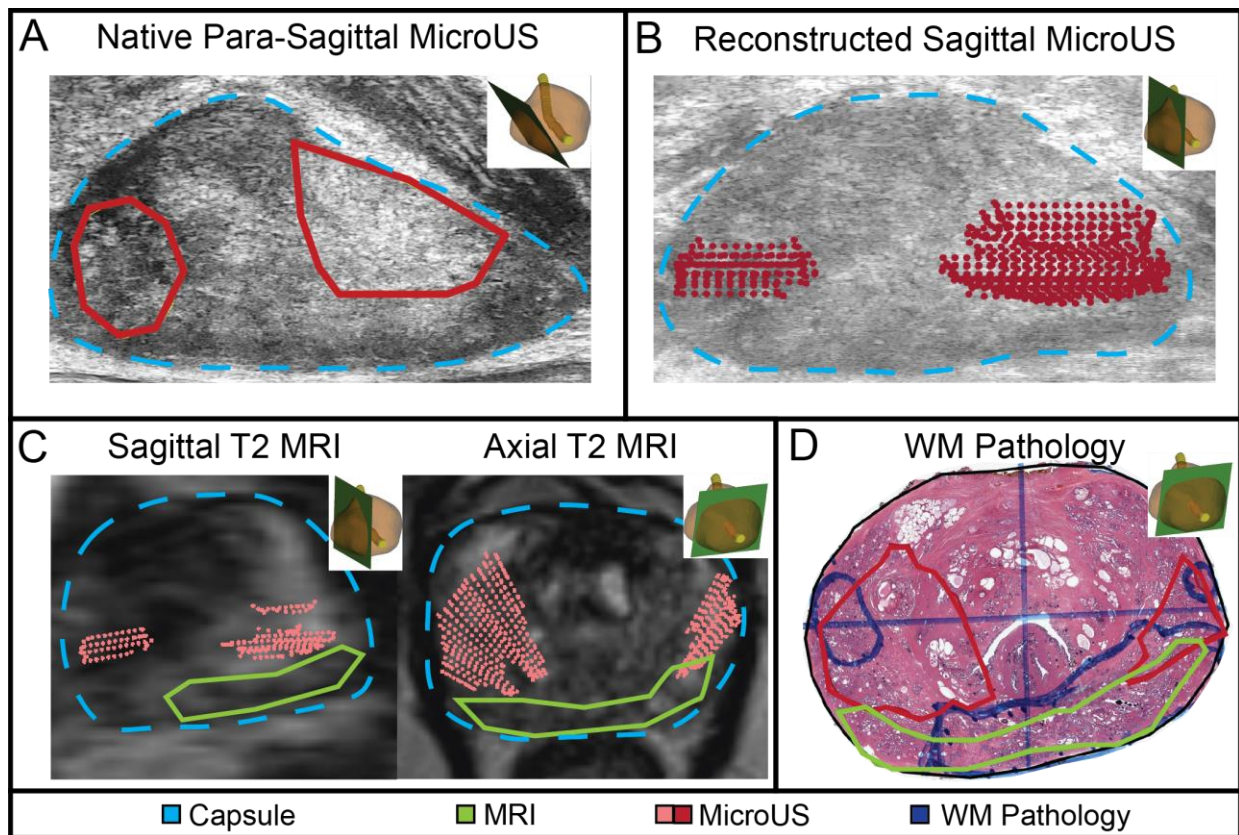 A Native Para-Sagittal MicroUS
B Reconstructed Sagittal MicroUS
C Sagittal T2 MRI Axial T2 MRI
D WM Pathology
Capsule MRI MicroUS WM Pathology